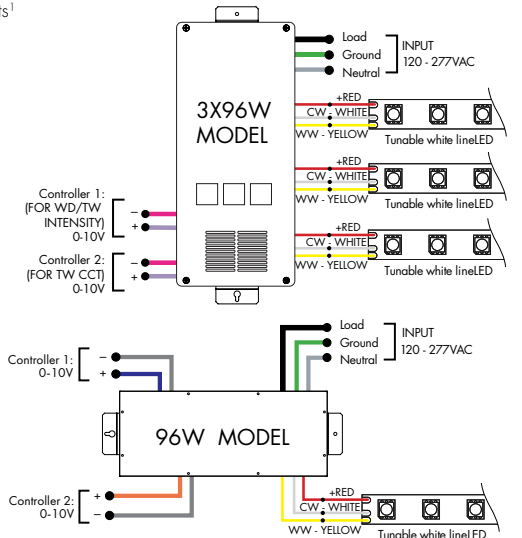 ts1
Load
Ground
Neutral
INPUT
120 - 277VAC
3X96W
MODEL
+RED
CW - WHITE
WW - YELLOW
Tunable white lineLED
+RED
CW - WHITE
WW - YELLOW
Tunable white lineLED
+RED
CW - WHITE
WW - YELLOW
Tunable white lineLED
Controller 1:
(FOR WD/TW
INTENSITY)
0-10V
–
+
Controller 2:
(FOR TW CCT)
0-10V
–
+
Load
Ground
Neutral
INPUT
120 - 277VAC
Controller 1:
0-10V
–
+
96W MODEL
Controller 2:
0-10V
+
–
+RED
CW - WHITE
WW - YELLOW
Tunable white lineLED